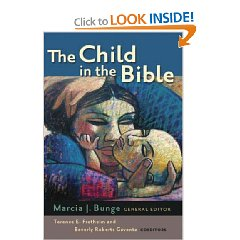 Click to LOOK INSIDE!
The Child
in the Bible
Marcia J. Bunge GENERAL EDITOR
Terence E. Fretheim and
Beverly Roberts Gaventa COEDITORS